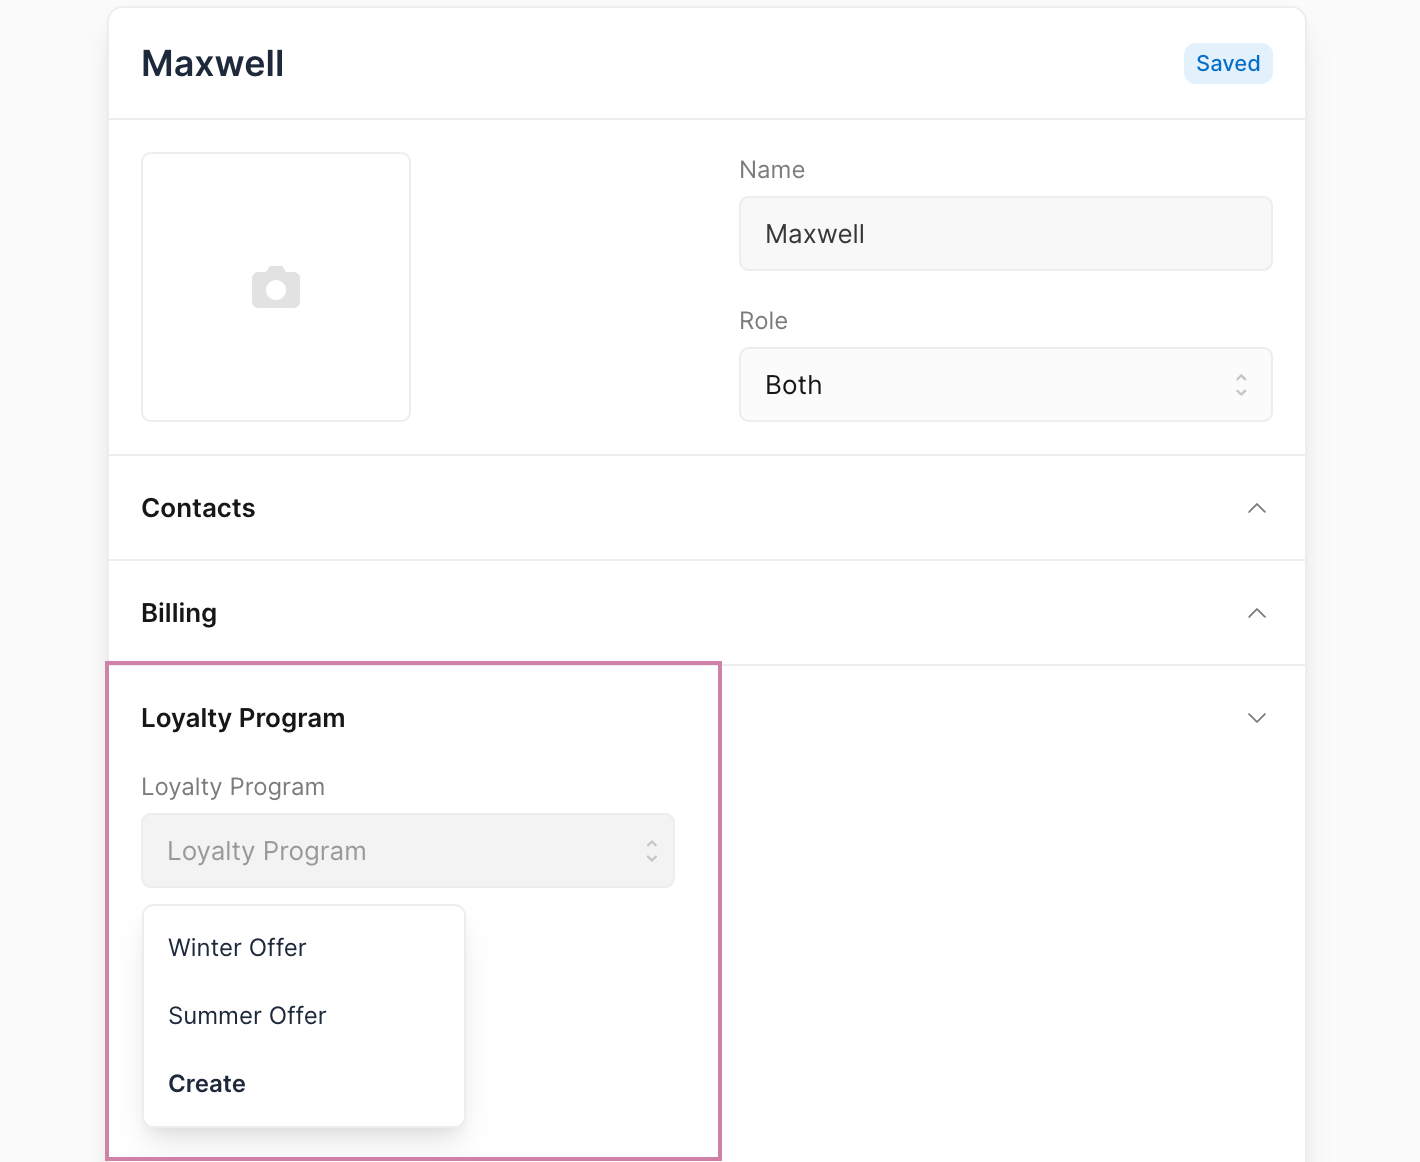 Maxwell
Saved
Name
Maxwell
Role
Both
Contacts
Billing
Loyalty Program
Loyalty Program
Loyalty Program
Winter Offer
Summer Offer
Create